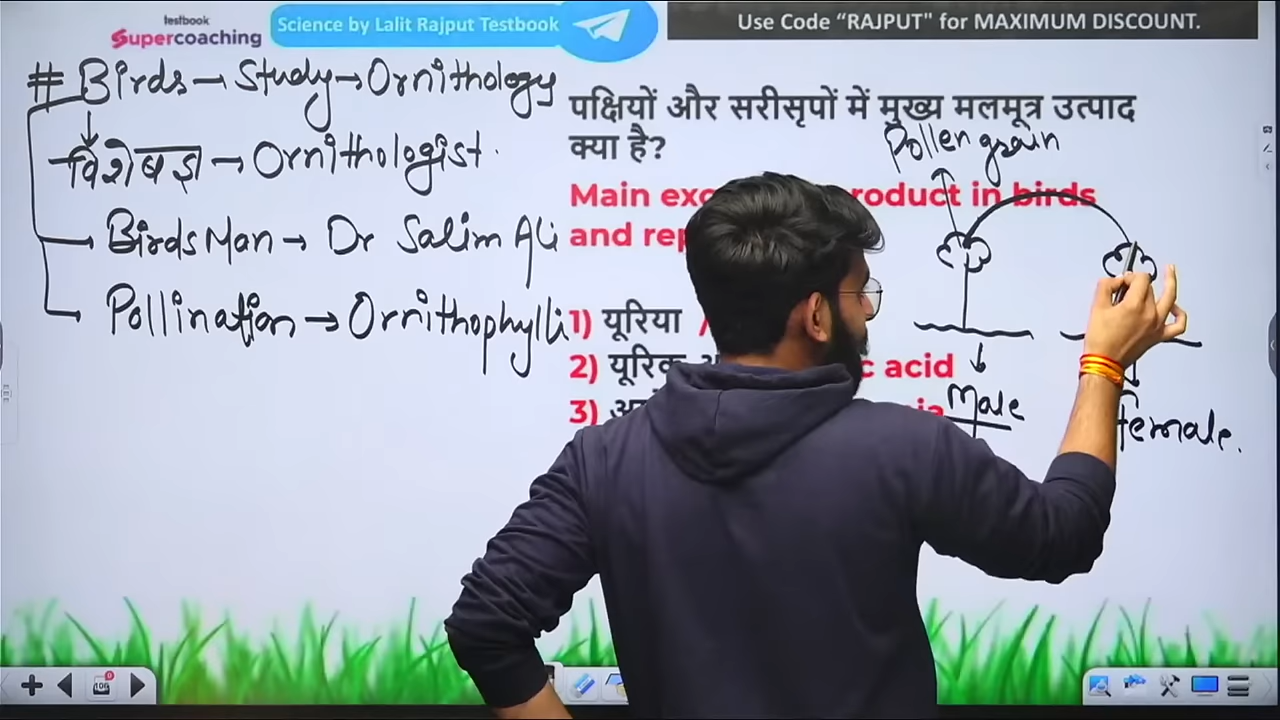 testbook
Supercoaching
Science by Lalit Rajput Testbook
Use Code “RAJPUT" for MAXIMUM DISCOUNT.
# Birds → Study → Ornithology
विशेषज्ञ → Ornithologist.
Birds Man → Dr Salim Ali
Pollination → Ornithophylli
पक्षियों और सरीसृपों में मुख्य मलमूत्र उत्पाद
क्या है?
Pollen grain
Main roduct in birds
and
1) यूरिया /
2) acid
3)
Male
Female.